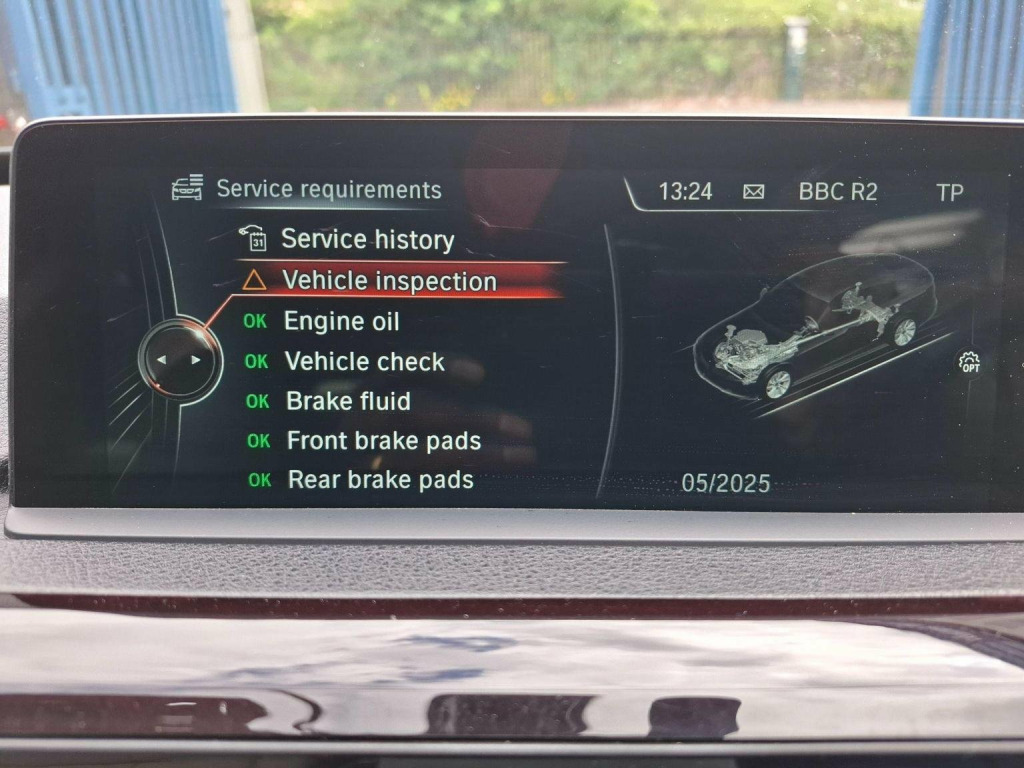 Service requirements
13:24 BBC R2 TP
31 Service history
Vehicle inspection
OK Engine oil
OK Vehicle check
OK Brake fluid
OK Front brake pads
OK Rear brake pads
OPT
05/2025